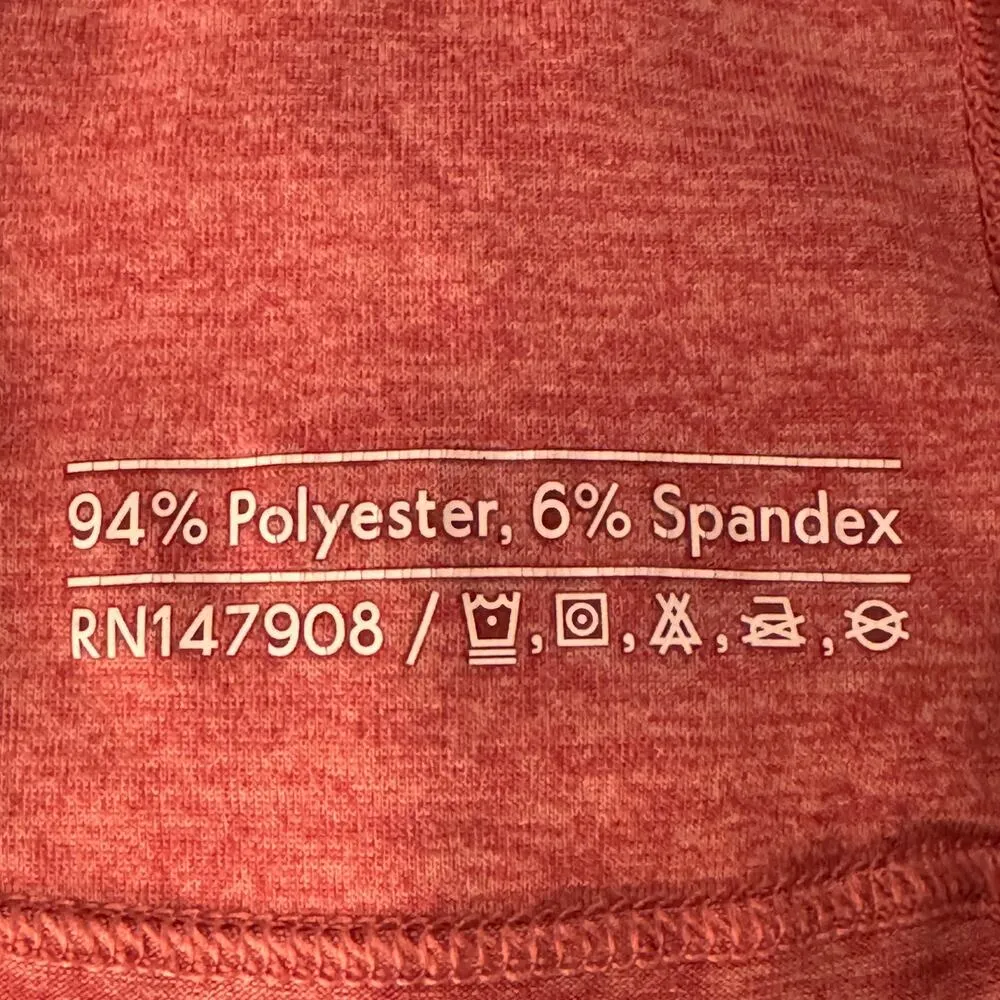 94% Polyester, 6% Spandex
RN147908 / , , , ,